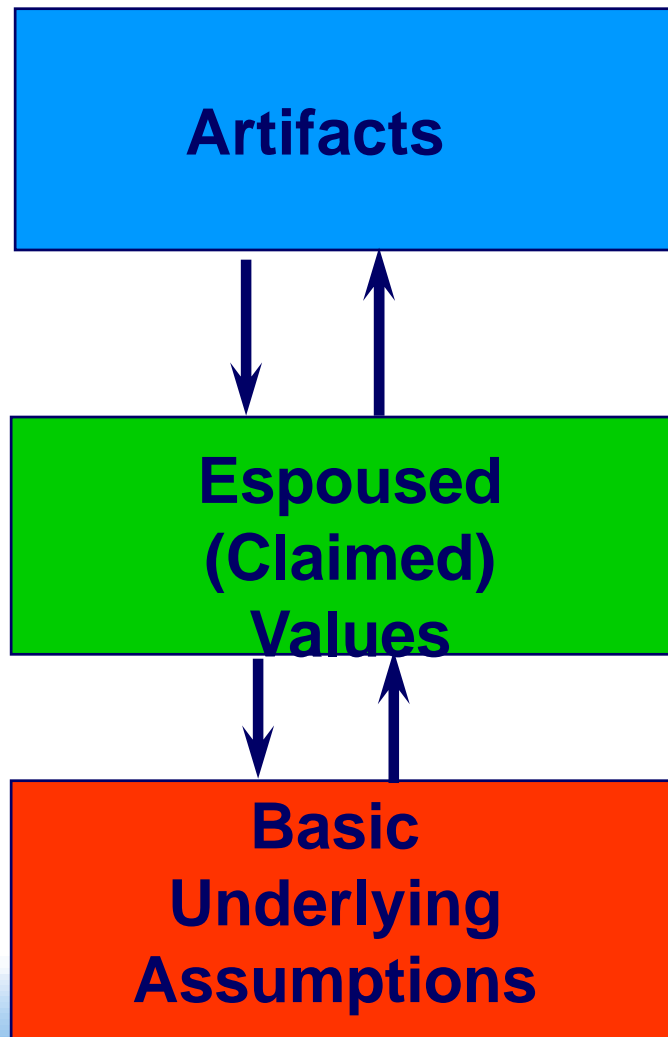 Artifacts
Espoused
(Claimed)
Values
Basic
Underlying
Assumptions